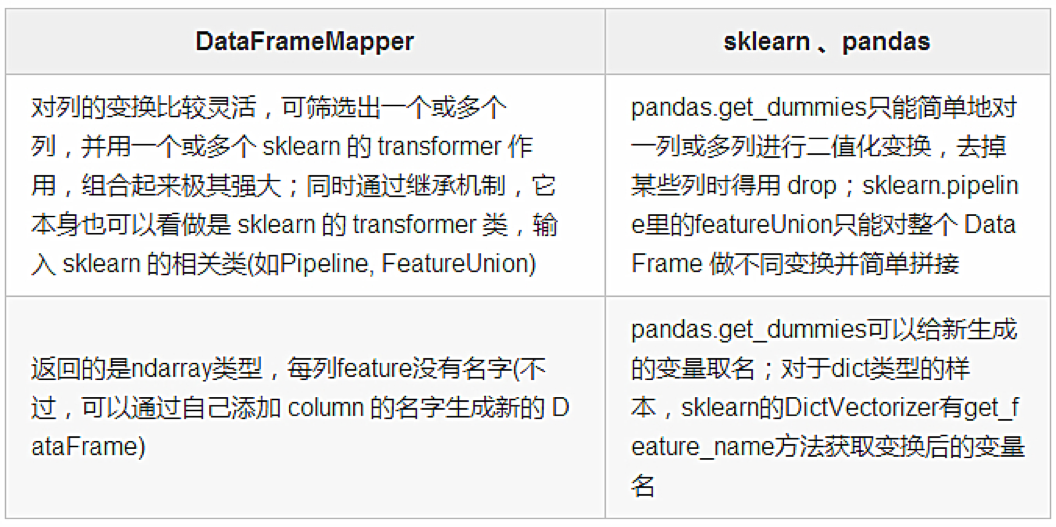 DataFrameMapper
sklearn 、pandas
对列的变换比较灵活，可筛选出一个或多个
列，并用一个或多个 sklearn 的 transformer 作
用，组合起来极其强大；同时通过继承机制，它
本身也可以看做是 sklearn 的 transformer 类，输
入 sklearn 的相关类(如Pipeline, FeatureUnion)
pandas.get_dummies只能简单地对
一列或多列进行二值化变换，去掉
某些列时得用 drop；sklearn.pipelin
e里的featureUnion只能对整个 Data
Frame 做不同变换并简单拼接
返回的是ndarray类型，每列feature没有名字(不
过，可以通过自己添加 column 的名字生成新的 D
ataFrame)
pandas.get_dummies可以给新生成
的变量取名；对于dict类型的样
本，sklearn的DictVectorizer有get_f
eature_name方法获取变换后的变量
名